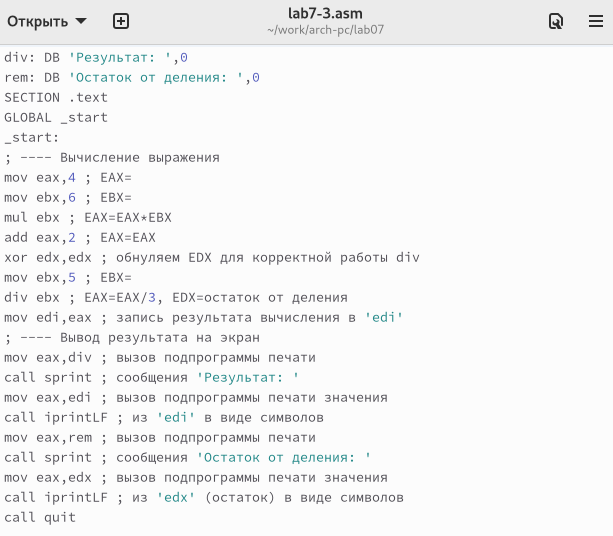 Открыть
lab7-3.asm
~/work/arch-pc/lab07
div: DB 'Результат: ',0
rem: DB 'Остаток от деления: ',0
SECTION .text
GLOBAL _start
_start:
; ---- Вычисление выражения
mov eax,4 ; EAX=
mov ebx,6 ; EBX=
mul ebx ; EAX=EAX*EBX
add eax,2 ; EAX=EAX
xor edx,edx ; обнуляем EDX для корректной работы div
mov ebx,5 ; EBX=
div ebx ; EAX=EAX/3, EDX=остаток от деления
mov edi,eax ; запись результата вычисления в 'edi'
; ---- Вывод результата на экран
mov eax,div ; вызов подпрограммы печати
call sprint ; сообщения 'Результат: '
mov eax,edi ; вызов подпрограммы печати значения
call iprintLF ; из 'edi' в виде символов
mov eax,rem ; вызов подпрограммы печати
call sprint ; сообщения 'Остаток от деления: '
mov eax,edx ; вызов подпрограммы печати значения
call iprintLF ; из 'edx' (остаток) в виде символов
call quit